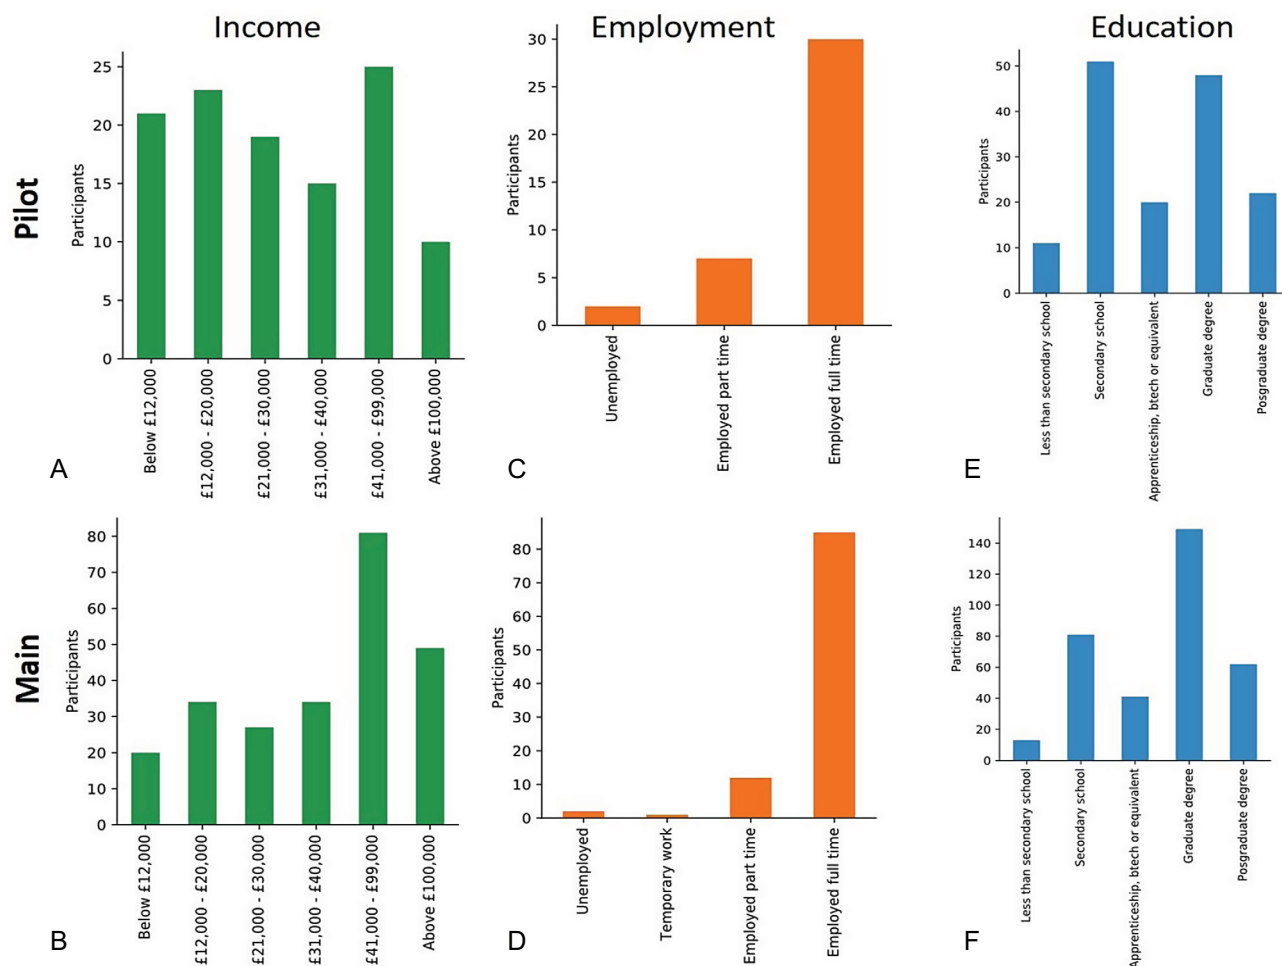 Income
Employment
Education
Pilot
Participants
25
20
15
10
5
0
Below £12,000
£12,000 - £20,000
£21,000 - £30,000
£31,000 - £40,000
£41,000 - £99,000
Above £100,000
A
Participants
30
25
20
15
10
5
0
Unemployed
Employed part time
Employed full time
C
Participants
50
40
30
20
10
0
Less than secondary school
Secondary school
Apprenticeship, btech or equivalent
Graduate degree
Posgraduate degree
E
Main
Participants
80
70
60
50
40
30
20
10
0
Below £12,000
£12,000 - £20,000
£21,000 - £30,000
£31,000 - £40,000
£41,000 - £99,000
Above £100,000
B
Participants
80
70
60
50
40
30
20
10
0
Unemployed
Temporary work
Employed part time
Employed full time
D
Participants
140
120
100
80
60
40
20
0
Less than secondary school
Secondary school
Apprenticeship, btech or equivalent
Graduate degree
Posgraduate degree
F